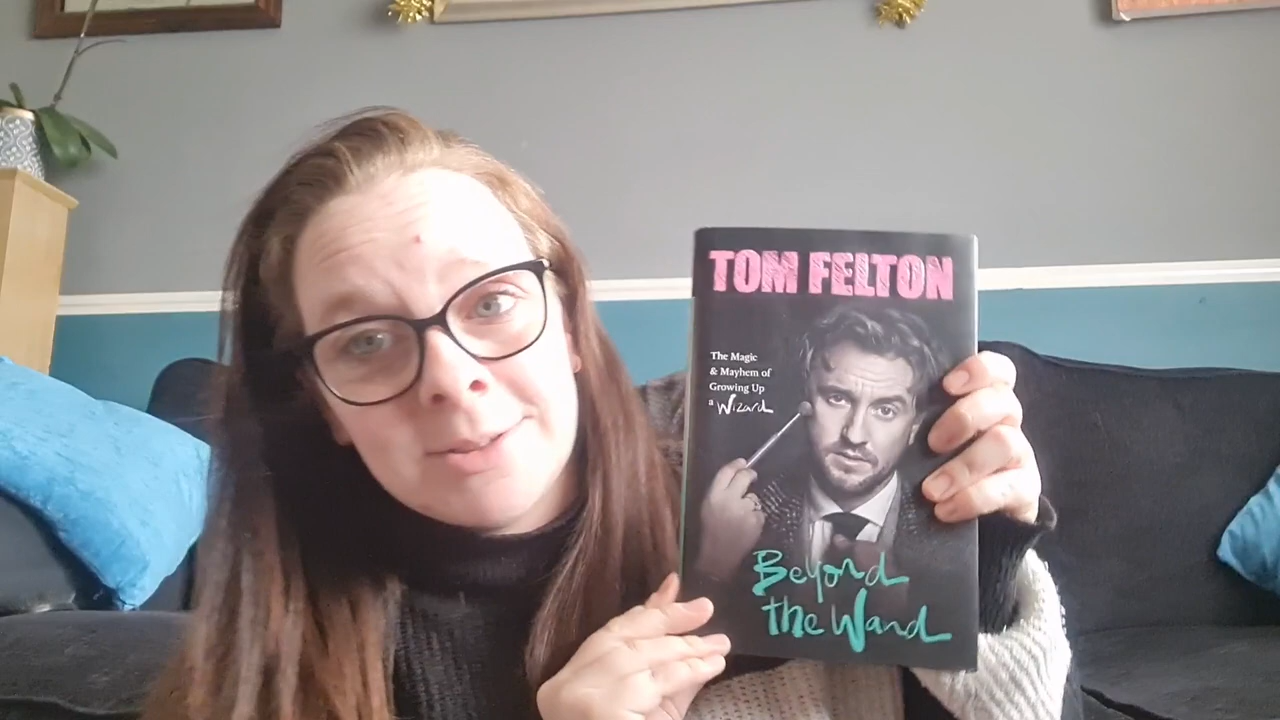 TOM FELTON
The Magic
& Mayhem of
Growing Up
a Wizard
Beyond
the Wand